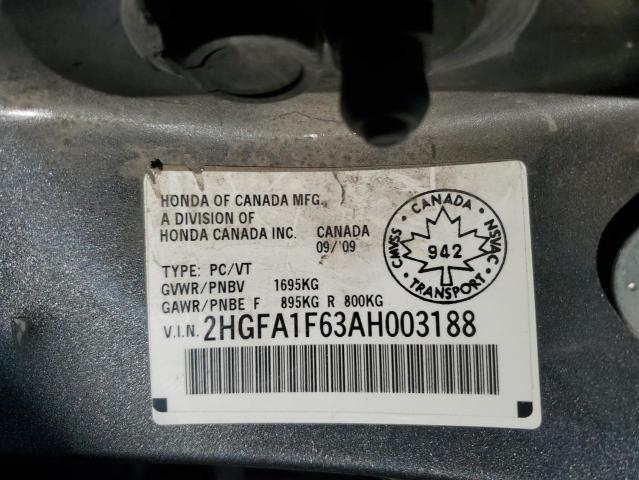 HONDA OF CANADA MFG.,
A DIVISION OF
HONDA CANADA INC. CANADA
09/'09
TYPE: PC/VT
GVWR/PNBV 1695KG
GAWR/PNBE F 895KG R 800KG
V.I.N. 2HGFA1F63AH003188
CANADA
CMVSS
NSVAC
942
TRANSPORT